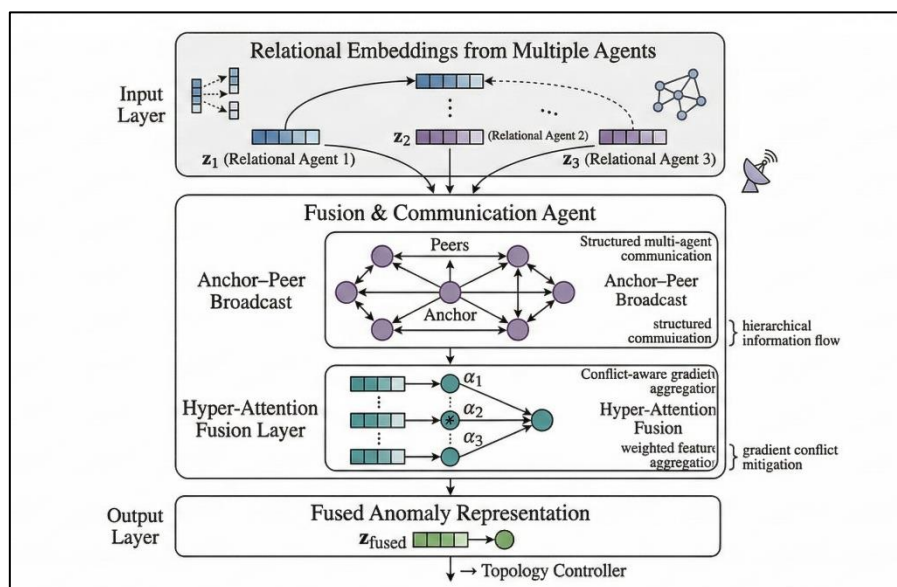 Relational Embeddings from Multiple Agents
Input
Layer
z1 (Relational Agent 1)
z2
(Relational Agent 2)
z3 (Relational Agent 3)
Fusion & Communication Agent
Anchor–Peer
Broadcast
Peers
Anchor
Structured multi-agent
communication
Anchor–Peer
Broadcast
structured
communication
hierarchical
information flow
Hyper-Attention
Fusion Layer
α1
α2
*
α3
Conflict-aware gradient
aggregation
Hyper-Attention
Fusion
weighted feature
aggregation
gradient conflict
mitigation
Output
Layer
Fused Anomaly Representation
zfused
→ Topology Controller